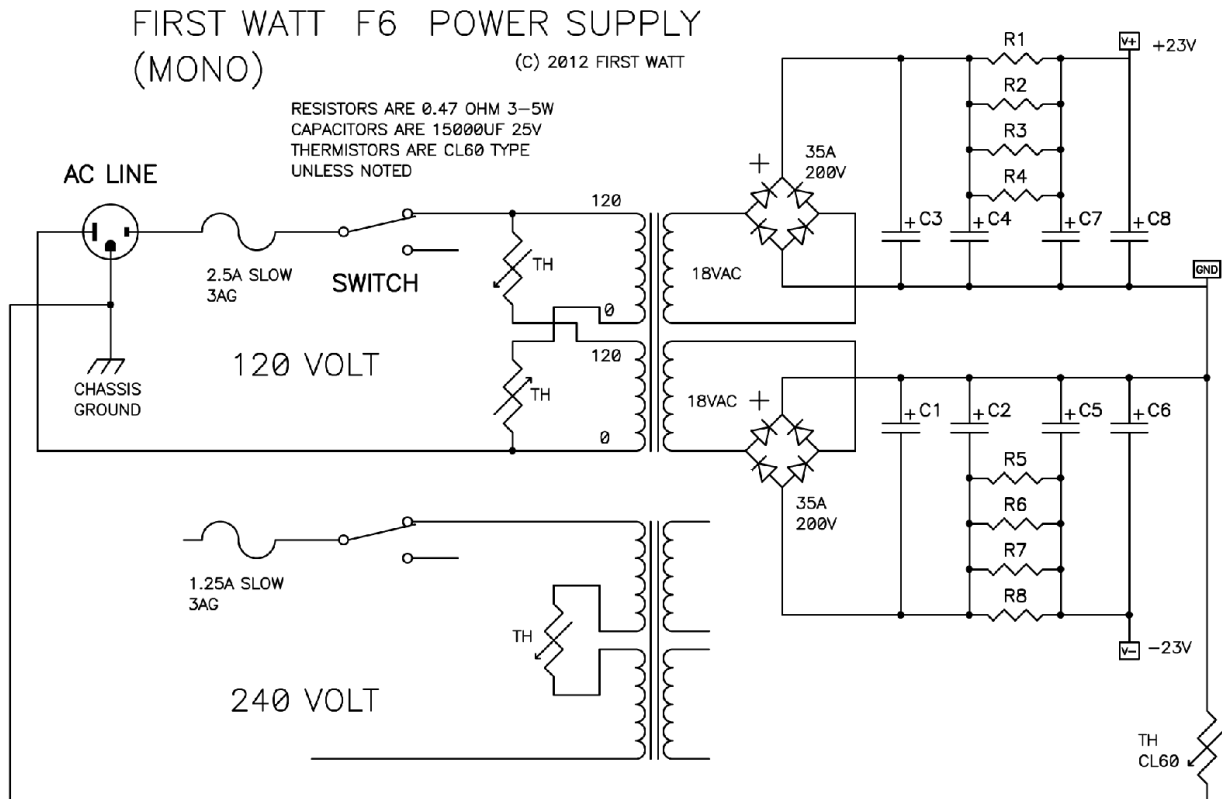 FIRST WATT F6 POWER SUPPLY
(MONO)
(C) 2012 FIRST WATT
RESISTORS ARE 0.47 OHM 3-5W
CAPACITORS ARE 15000UF 25V
THERMISTORS ARE CL60 TYPE
UNLESS NOTED
AC LINE
2.5A SLOW
3AG
SWITCH
CHASSIS
GROUND
120 VOLT
TH
TH
120
0
120
0
18VAC
18VAC
+
35A
200V
+
35A
200V
R1
R2
R3
R4
+C3
+C4
+C7
+C8
V+
+23V
GND
+C1
+C2
+C5
+C6
R5
R6
R7
R8
V-
-23V
1.25A SLOW
3AG
TH
240 VOLT
TH
CL60